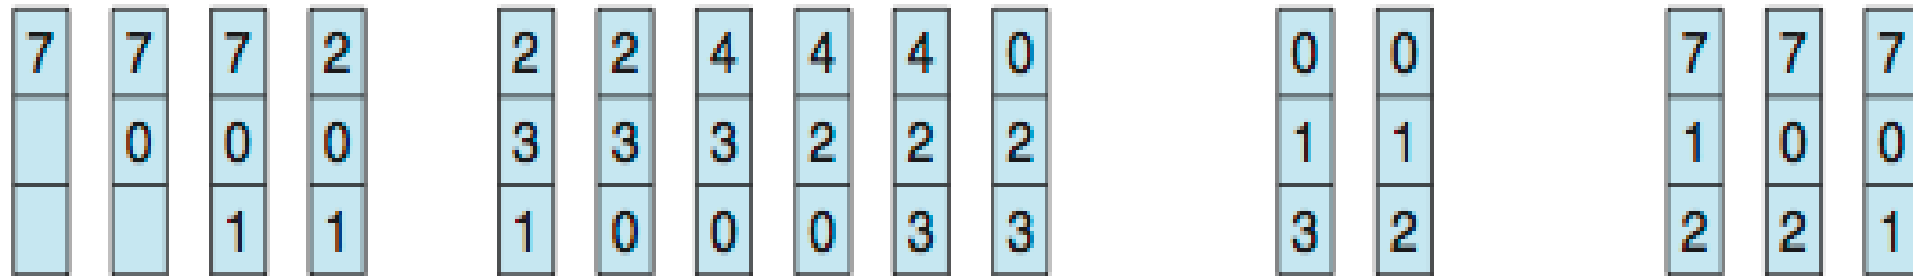 7 7 7 2 2 2 4 4 4 0 0 0 7 7 7
0 0 0 3 3 3 2 2 2 1 1 1 0 0
1 1 1 0 0 0 3 3 3 2 2 2 1